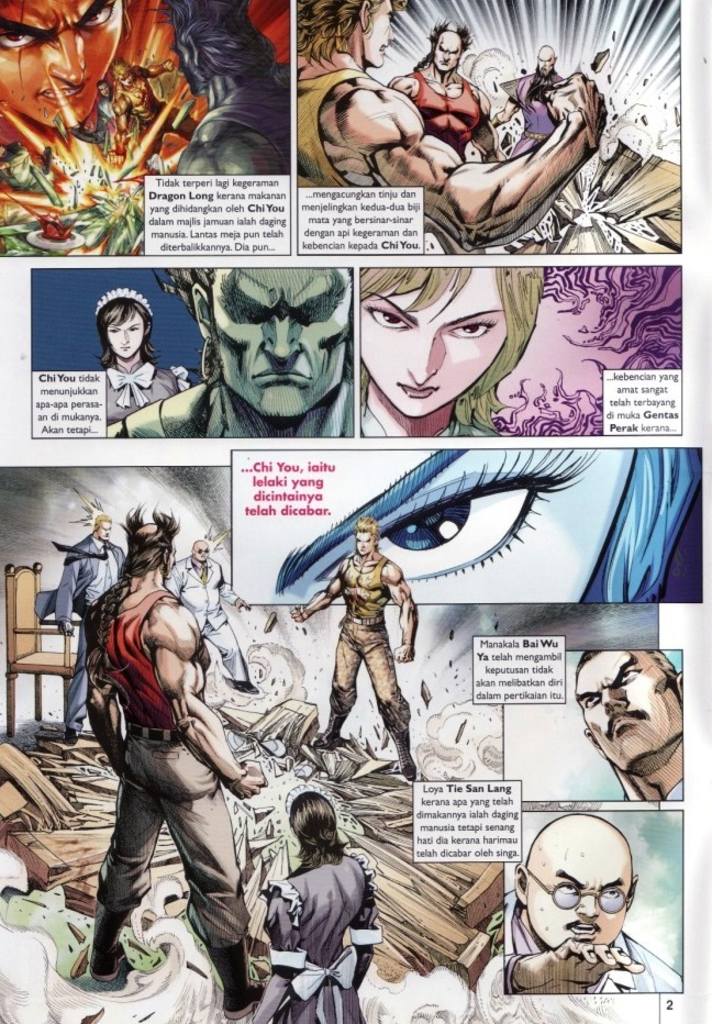 Tidak terperi lagi kegeraman
Dragon Long kerana makanan
yang dihidangkan oleh Chi You
dalam majlis jamuan ialah daging
manusia. Lantas meja pun telah
diterbalikkannya. Dia pun...
...mengacungkan tinju dan
menjelingkan kedua-dua biji
mata yang bersinar-sinar
dengan api kegeraman dan
kebencian kepada Chi You.
Chi You tidak
menunjukkan
apa-apa perasa-
an di mukanya.
Akan tetapi...
...kebencian yang
amat sangat
telah terbayang
di muka Gentas
Perak kerana...
...Chi You, iaitu
lelaki yang
dicintainya
telah dicabar.
Manakala Bai Wu
Ya telah mengambil
keputusan tidak
akan melibatkan diri
dalam pertikaian itu.
Loya Tie San Lang
kerana apa yang telah
dimakannya ialah daging
manusia tetapi senang
hati dia kerana harimau
telah dicabar oleh singa.
2